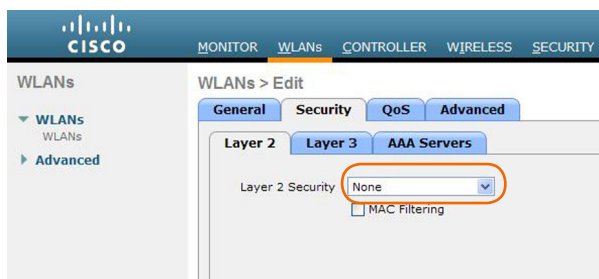 CISCO
MONITOR WLANs CONTROLLER WIRELESS SECURITY
WLANs
WLANs
WLANs
Advanced
WLANs > Edit
General Security QoS Advanced
Layer 2 Layer 3 AAA Servers
Layer 2 Security None
MAC Filtering